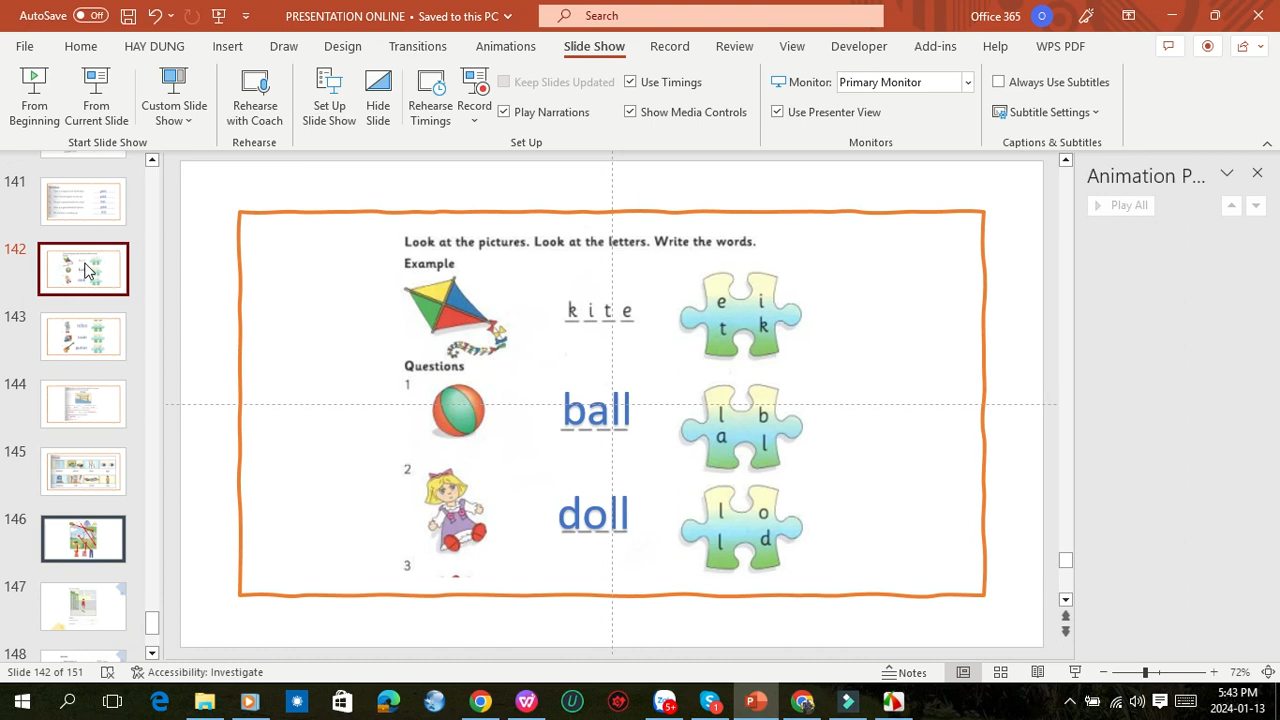 AutoSave Off PRESENTATION ONLINE • Saved to this PC Search Office 365
File Home HAY DUNG Insert Draw Design Transitions Animations Slide Show Record Review View Developer Add-ins Help WPS PDF
From Beginning
From Current Slide
Custom Slide Show
Rehearse with Coach
Set Up Slide Show
Hide Slide
Rehearse Timings
Record
Keep Slides Updated
Use Timings
Play Narrations
Show Media Controls
Monitor: Primary Monitor
Use Presenter View
Always Use Subtitles
Subtitle Settings
Start Slide Show Rehearse Set Up Monitors Captions & Subtitles
141
142
143
144
145
146
147
148
Look at the pictures. Look at the letters. Write the words.
Example
k i t e
e i
t k
Questions
1
ball
l b
a l
2
doll
l o
l d
3
Animation P...
Play All
Slide 142 of 151 Accessibility: Investigate Notes 72%
5:43 PM
2024-01-13